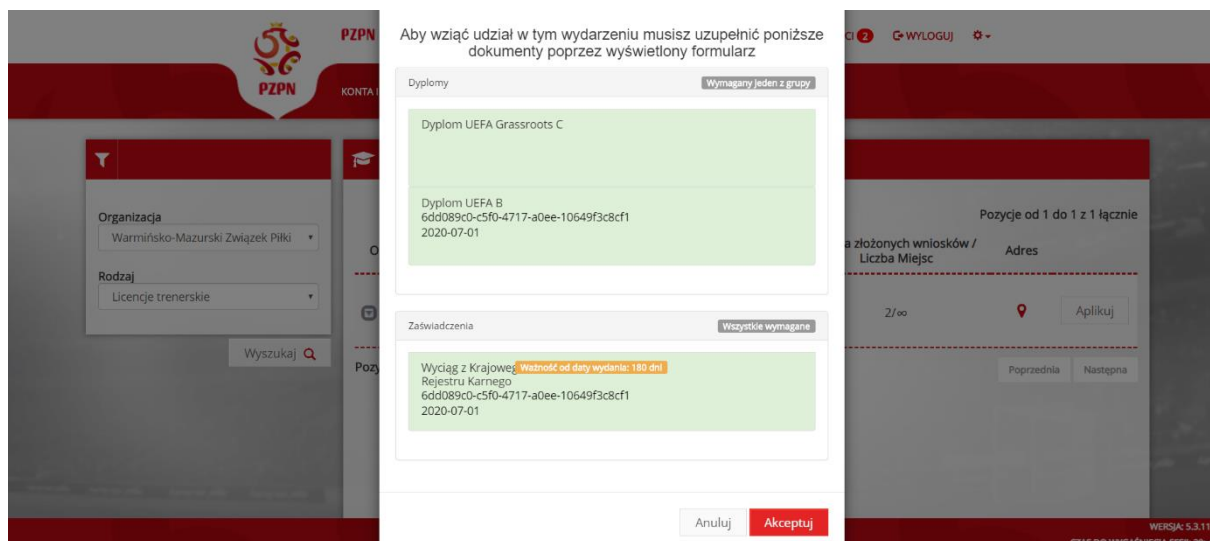 PZPN
Aby wziąć udział w tym wydarzeniu musisz uzupełnić poniższe
dokumenty poprzez wyświetlony formularz
2
WYLOGUJ
PZPN
KONTA
Dyplomy
Wymagany jeden z grupy
Dyplom UEFA Grassroots C
Dyplom UEFA B
6dd089c0-c5f0-4717-a0ee-10649f3c8cf1
2020-07-01
Organizacja
Warmińsko-Mazurski Związek Piłki
Rodzaj
Licencje trenerskie
Wyszukaj
Pozycje od 1 do 1 z 1 łącznie
złożonych wniosków /
Liczba Miejsc
Adres
2/∞
Aplikuj
Poprzednia
Następna
Zaświadczenia
Wszystkie wymagane
Wyciąg z Ważność od daty wydania: 180 dni
Rejestru Karnego
6dd089c0-c5f0-4717-a0ee-10649f3c8cf1
2020-07-01
Anuluj
Akceptuj
WERSJA: 5.3.11